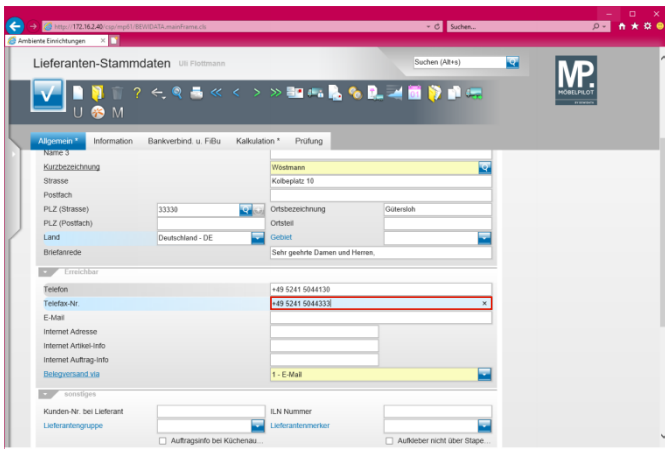 http://172.16.2.40/csp/mp51/BEWIDATA.mainFrame.cls
Suchen...
Ambiente Einrichtungen
Lieferanten-Stammdaten Uli Flottmann
Suchen (Alt+s)
MP
MÖBELPILOT
U M
Allgemein * Information Bankverbind. u. FiBu Kalkulation * Prüfung
Name 3
Kurzbezeichnung Wöstmann
Strasse Kolbeplatz 10
Postfach
PLZ (Strasse) 33330 Ortsbezeichnung Gütersloh
PLZ (Postfach) Ortsteil
Land Deutschland - DE Gebiet
Briefanrede Sehr geehrte Damen und Herren,
Erreichbar
Telefon +49 5241 5044130
Telefax-Nr. +49 5241 5044333
E-Mail
Internet Adresse
Internet Artikel-Info
Internet Auftrag-Info
Belegversand via 1 - E-Mail
sonstiges
Kunden-Nr. bei Lieferant ILN Nummer
Lieferantengruppe Lieferantenmerker
Auftragsinfo bei Küchenau... Aufkleber nicht über Stape...